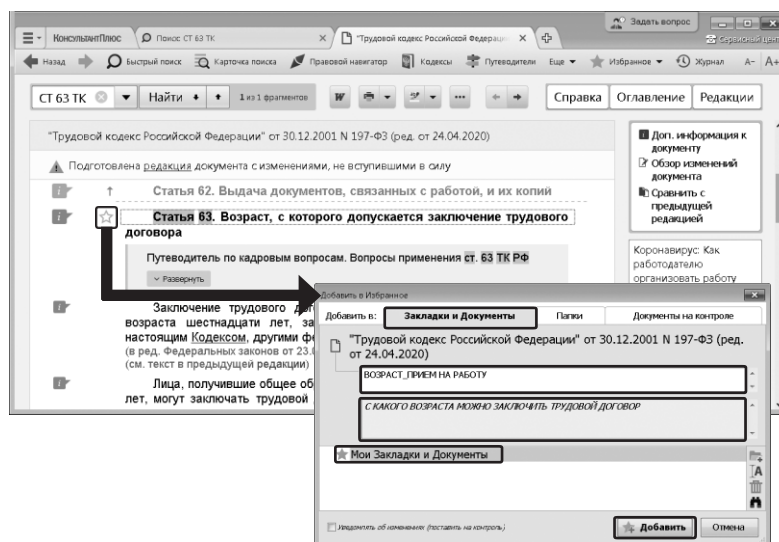 Задать вопрос
КонсультантПлюс
Поиск: СТ 63 ТК
"Трудовой кодекс Российской Федерации
Сервисный цент
Назад
Быстрый поиск
Карточка поиска
Правовой навигатор
Кодексы
Путеводители
Еще
Избранное
Журнал
А- А+
СТ 63 ТК
Найти
1 из 1 фрагментов
Справка
Оглавление
Редакции
"Трудовой кодекс Российской Федерации" от 30.12.2001 N 197-ФЗ (ред. от 24.04.2020)
Подготовлена редакция документа с изменениями, не вступившими в силу
Статья 62. Выдача документов, связанных с работой, и их копий
Статья 63. Возраст, с которого допускается заключение трудового
договора
Путеводитель по кадровым вопросам. Вопросы применения ст. 63 ТК РФ
Развернуть
Заключение трудового дог
возраста шестнадцати лет, за
настоящим Кодексом, другими фе
(в ред. Федеральных законов от 23.0
(см. текст в предыдущей редакции)
Лица, получившие общее об
лет, могут заключать трудовой
Доп. информация к
документу
Обзор изменений
документа
Сравнить с
предыдущей
редакцией
Коронавирус: Как
работодателю
организовать работу
Добавить в Избранное
Добавить в:
Закладки и Документы
Папки
Документы на контроле
"Трудовой кодекс Российской Федерации" от 30.12.2001 N 197-ФЗ (ред.
от 24.04.2020)
ВОЗРАСТ_ПРИЕМ НА РАБОТУ
С КАКОГО ВОЗРАСТА МОЖНО ЗАКЛЮЧИТЬ ТРУДОВОЙ ДОГОВОР
Мои Закладки и Документы
Уведомлять об изменениях (поставить на контроль)
Добавить
Отмена